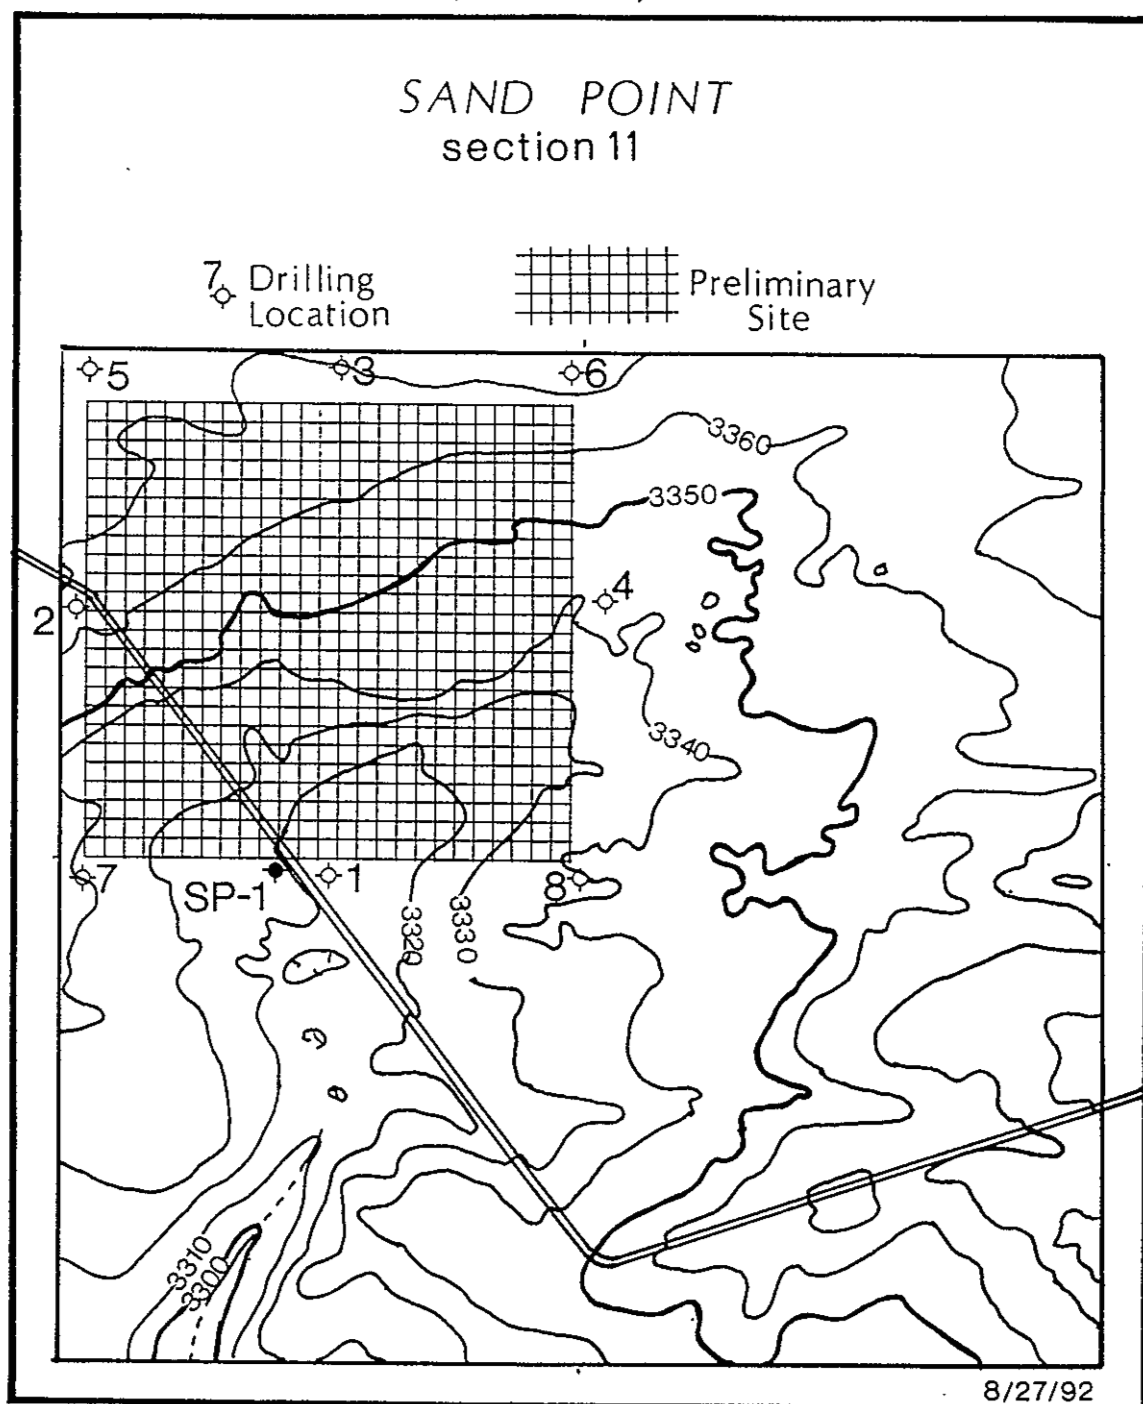 SAND POINT
section 11
7 Drilling
Location
Preliminary
Site
5
3
6
3360
3350
4
2
3340
7
SP-1
1
8
3320
3330
3310
3300
8/27/92